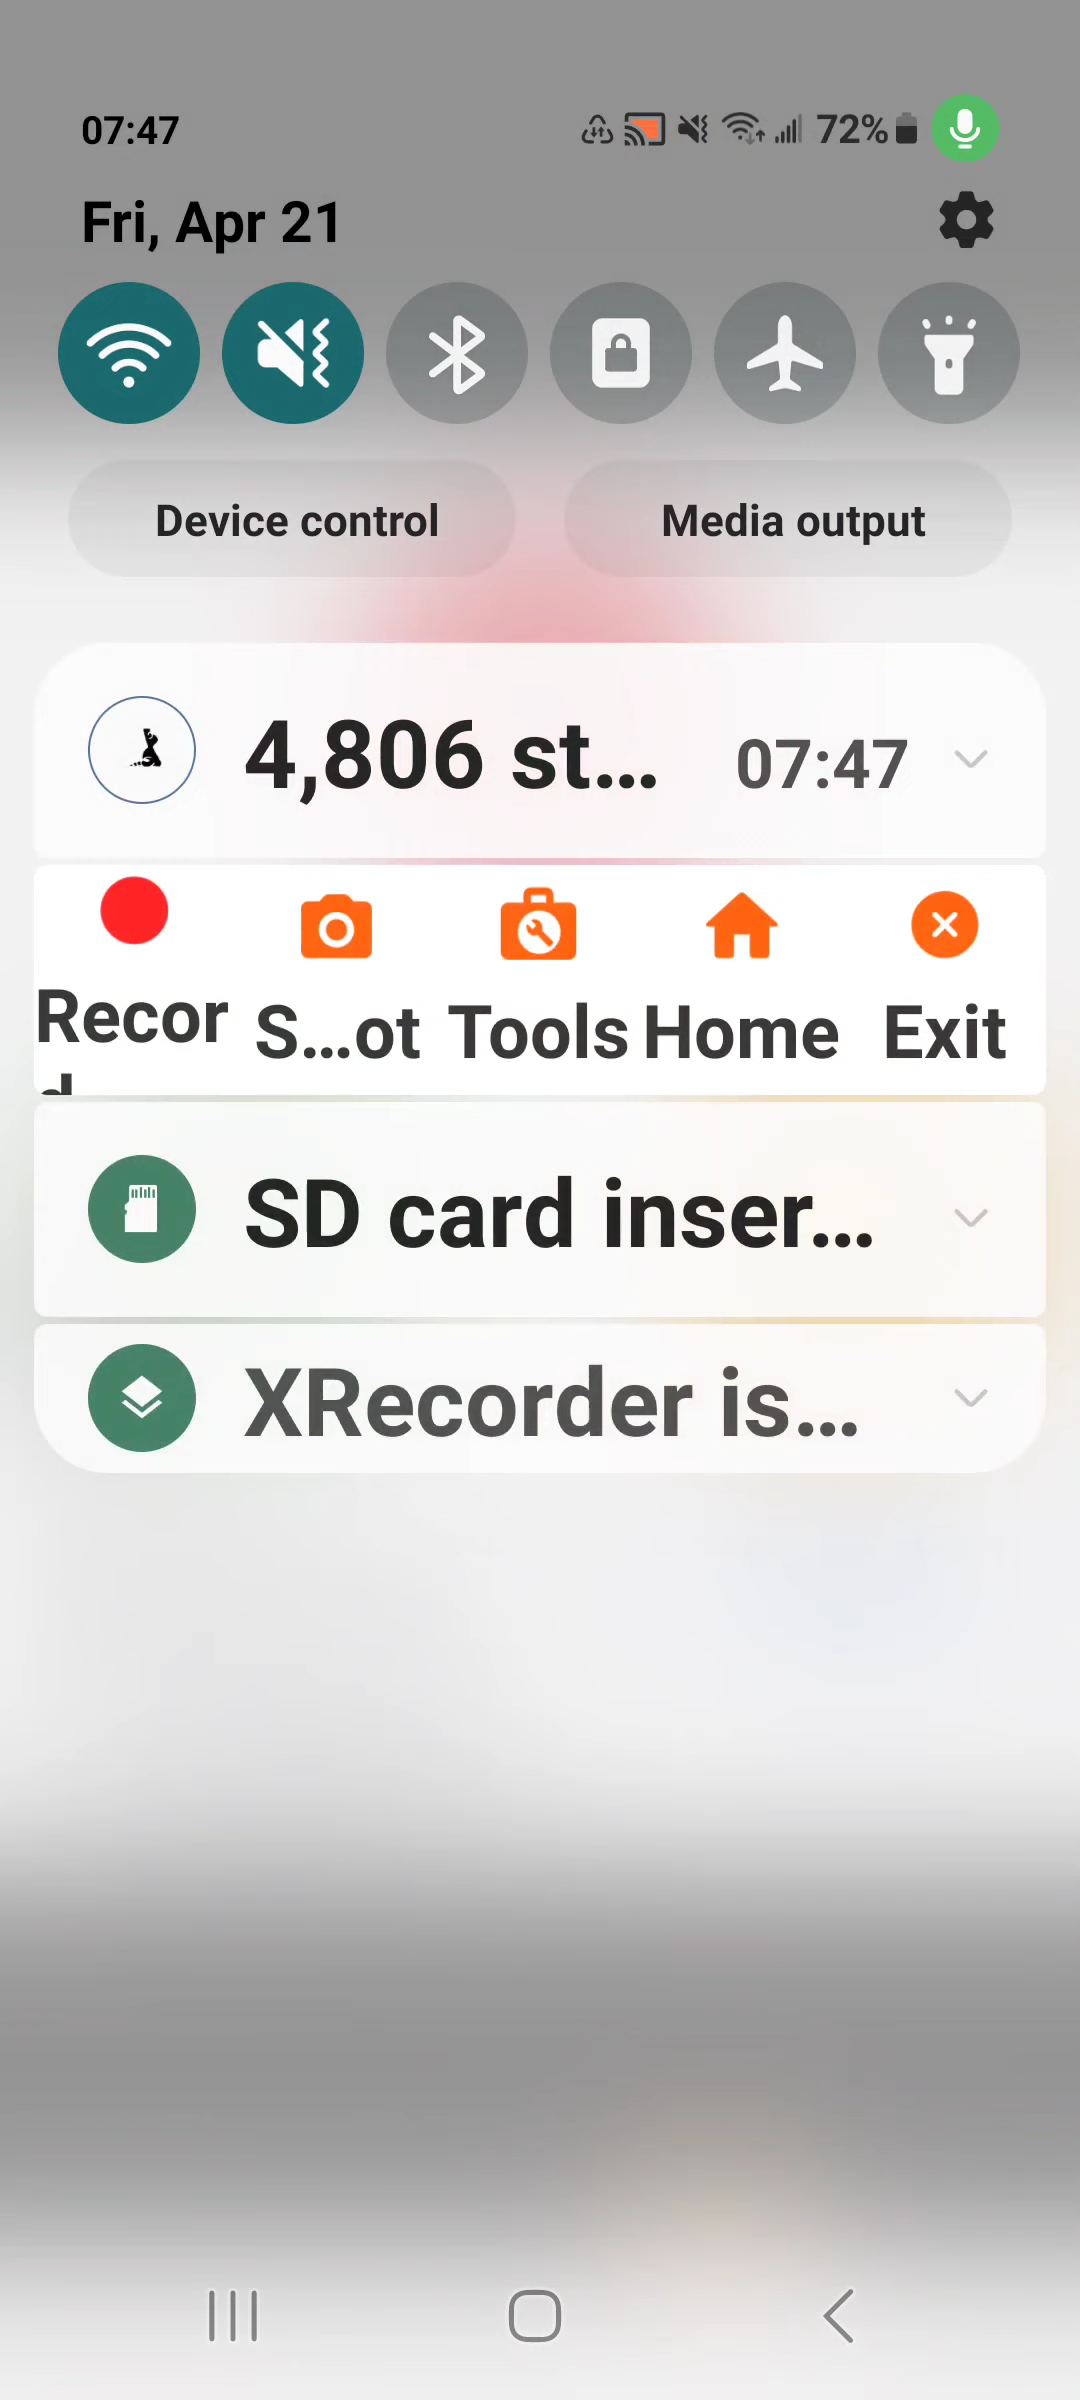 07:47 72%
Fri, Apr 21
Device control Media output
4,806 st... 07:47
Recor
d S...ot Tools Home Exit
SD card inser...
XRecorder is...